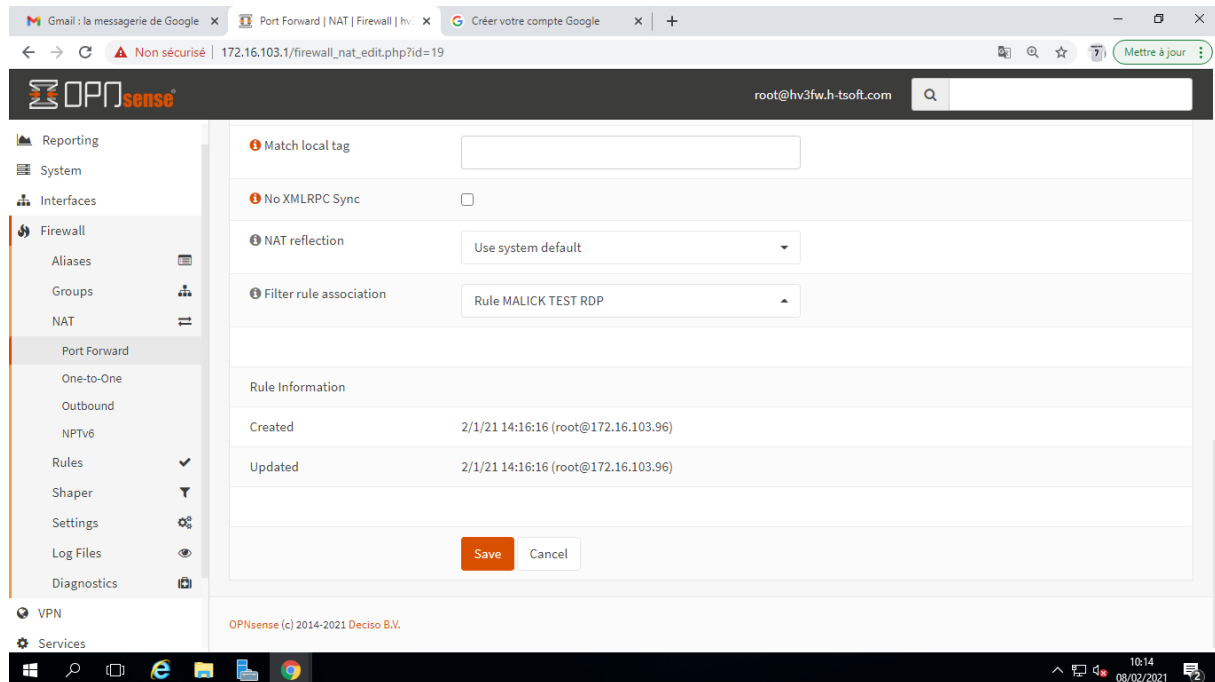 Gmail : la messagerie de Google
Port Forward | NAT | Firewall | hv
Créer votre compte Google
Non sécurisé | 172.16.103.1/firewall_nat_edit.php?id=19
Mettre à jour
OPNsense
root@hv3fw.h-tsoft.com
Reporting
System
Interfaces
Firewall
Aliases
Groups
NAT
Port Forward
One-to-One
Outbound
NPTv6
Rules
Shaper
Settings
Log Files
Diagnostics
VPN
Services
Match local tag
No XMLRPC Sync
NAT reflection
Use system default
Filter rule association
Rule MALICK TEST RDP
Rule Information
Created
2/1/21 14:16:16 (root@172.16.103.96)
Updated
2/1/21 14:16:16 (root@172.16.103.96)
Save
Cancel
OPNsense (c) 2014-2021 Deciso B.V.
10:14
08/02/2021